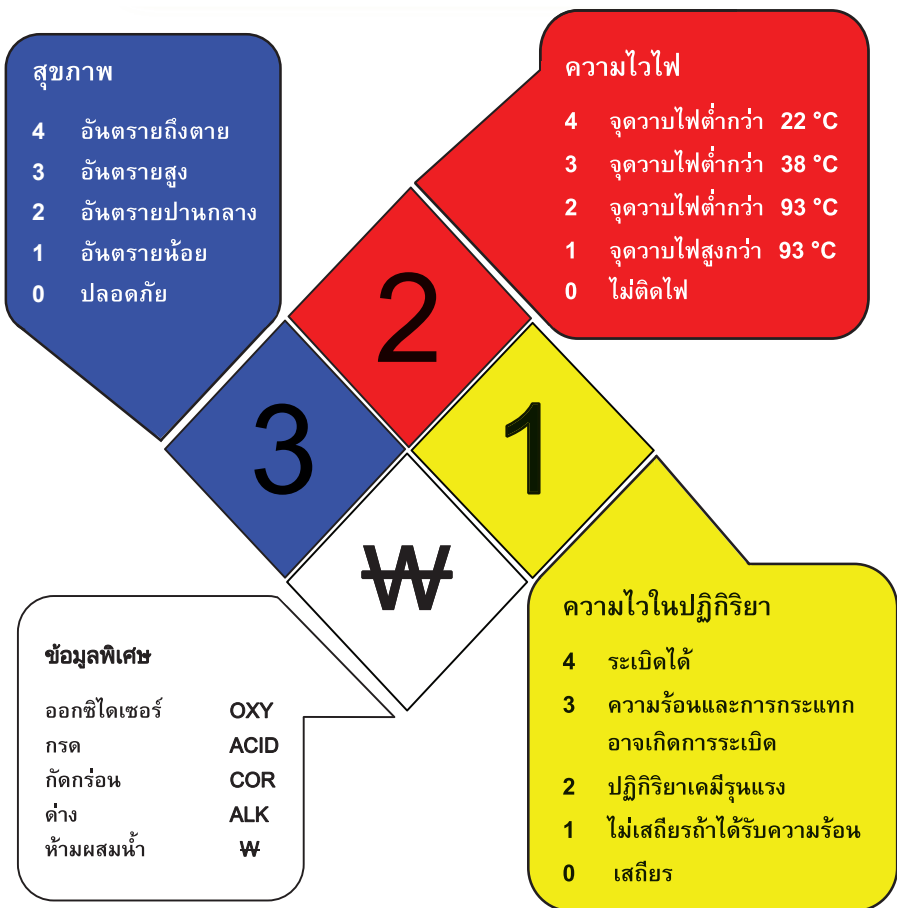 สุขภาพ
4 อันตรายถึงตาย
3 อันตรายสูง
2 อันตรายปานกลาง
1 อันตรายน้อย
0 ปลอดภัย
ความไวไฟ
4 จุดวาบไฟต่ำกว่า 22 °C
3 จุดวาบไฟต่ำกว่า 38 °C
2 จุดวาบไฟต่ำกว่า 93 °C
1 จุดวาบไฟสูงกว่า 93 °C
0 ไม่ติดไฟ
2
3
1
W̶
ข้อมูลพิเศษ
ออกซิไดเซอร์ OXY
กรด ACID
กัดกร่อน COR
ด่าง ALK
ห้ามผสมน้ำ W̶
ความไวในปฏิกิริยา
4 ระเบิดได้
3 ความร้อนและการกระแทก
อาจเกิดการระเบิด
2 ปฏิกิริยาเคมีรุนแรง
1 ไม่เสถียรถ้าได้รับความร้อน
0 เสถียร